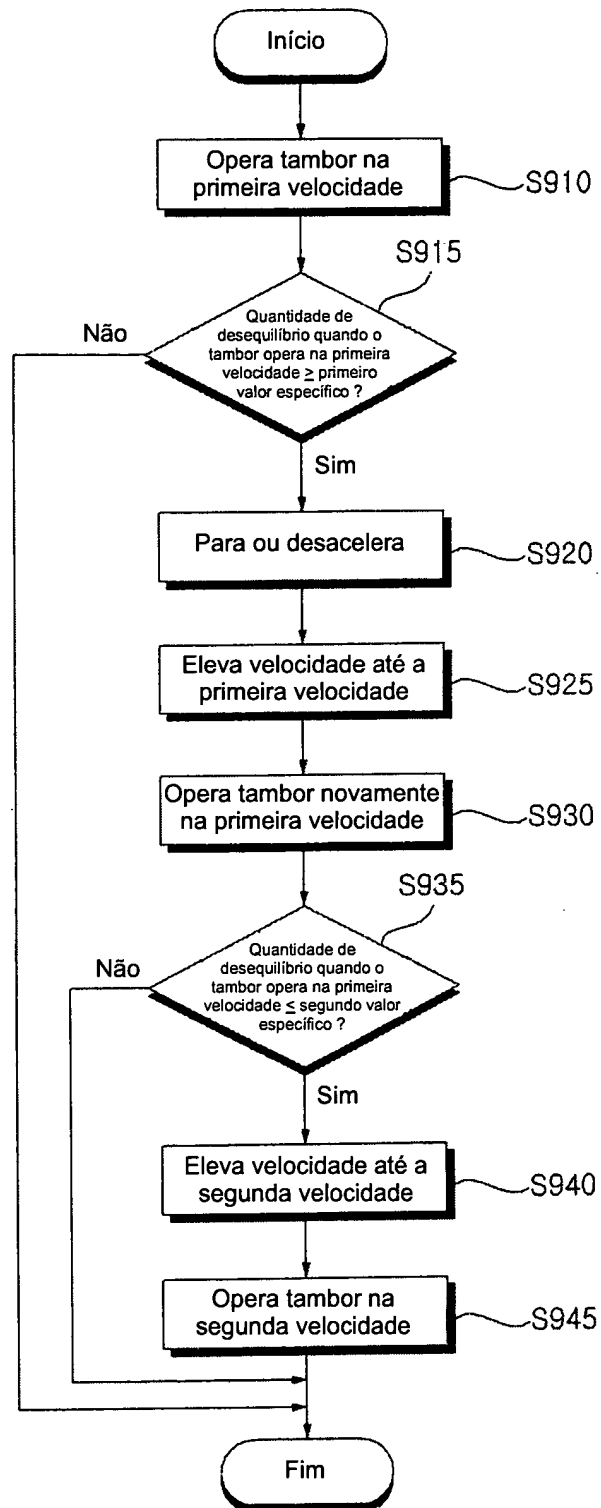 Início
Opera tambor na
primeira velocidade
S910
S915
Quantidade de
desequilíbrio quando o
tambor opera na primeira
velocidade ≥ primeiro
valor específico ?
Não
Sim
Para ou desacelera
S920
Eleva velocidade até a
primeira velocidade
S925
Opera tambor novamente
na primeira velocidade
S930
S935
Quantidade de
desequilíbrio quando o
tambor opera na primeira
velocidade ≤ segundo valor
específico ?
Não
Sim
Eleva velocidade até a
segunda velocidade
S940
Opera tambor na
segunda velocidade
S945
Fim